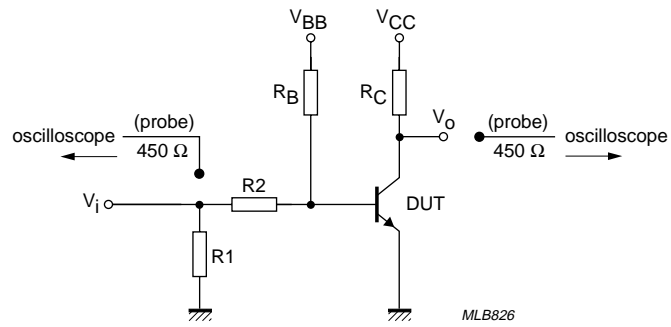 VBB
VCC
RB
RC
(probe)
oscilloscope
450 Ω
Vo
(probe)
oscilloscope
450 Ω
R2
Vi
DUT
R1
MLB826